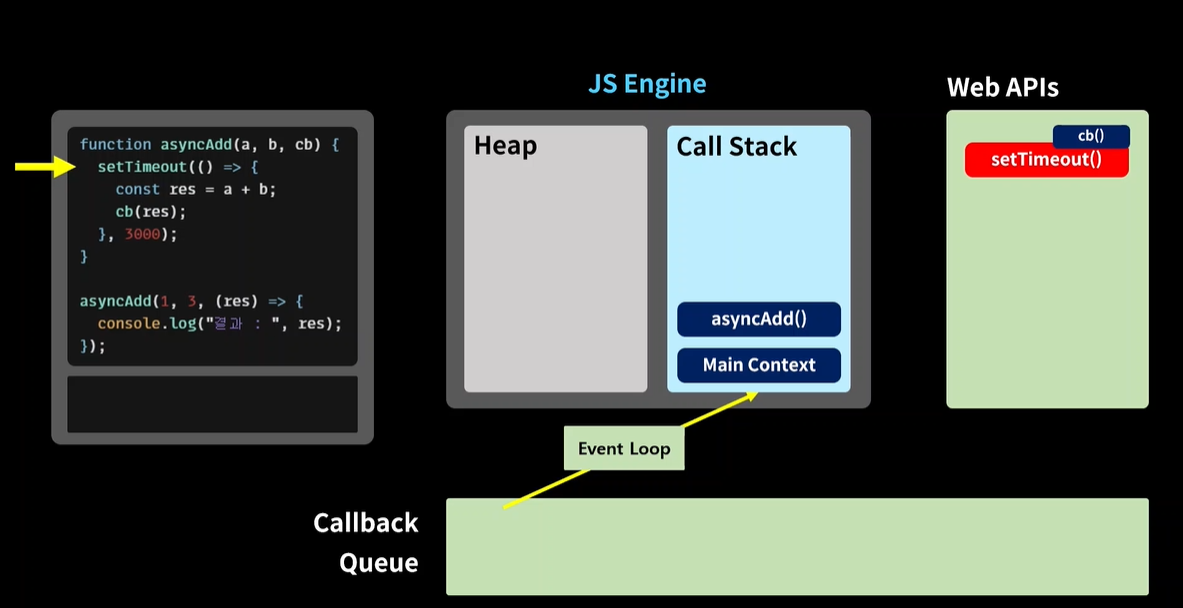 JS Engine
Web APIs
function asyncAdd(a, b, cb) {
setTimeout(() => {
const res = a + b;
cb(res);
}, 3000);
}
asyncAdd(1, 3, (res) => {
console.log("결과 : ", res);
});
Heap
Call Stack
asyncAdd()
Main Context
cb()
setTimeout()
Event Loop
Callback
Queue